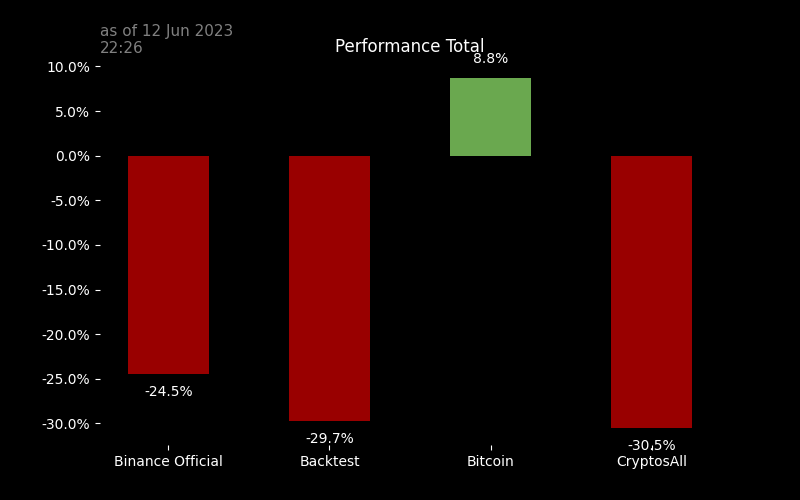 as of 12 Jun 2023
22:26
Performance Total
8.8%
10.0%
5.0%
0.0%
-5.0%
-10.0%
-15.0%
-20.0%
-25.0%
-30.0%
-24.5%
-29.7%
-30.5%
Binance Official
Backtest
Bitcoin
CryptosAll